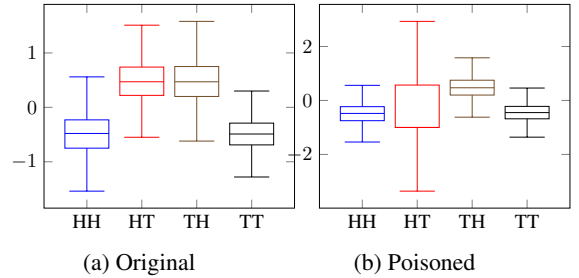 1
0
−1
HH HT TH TT
(a) Original
2
0
−2
HH HT TH TT
(b) Poisoned